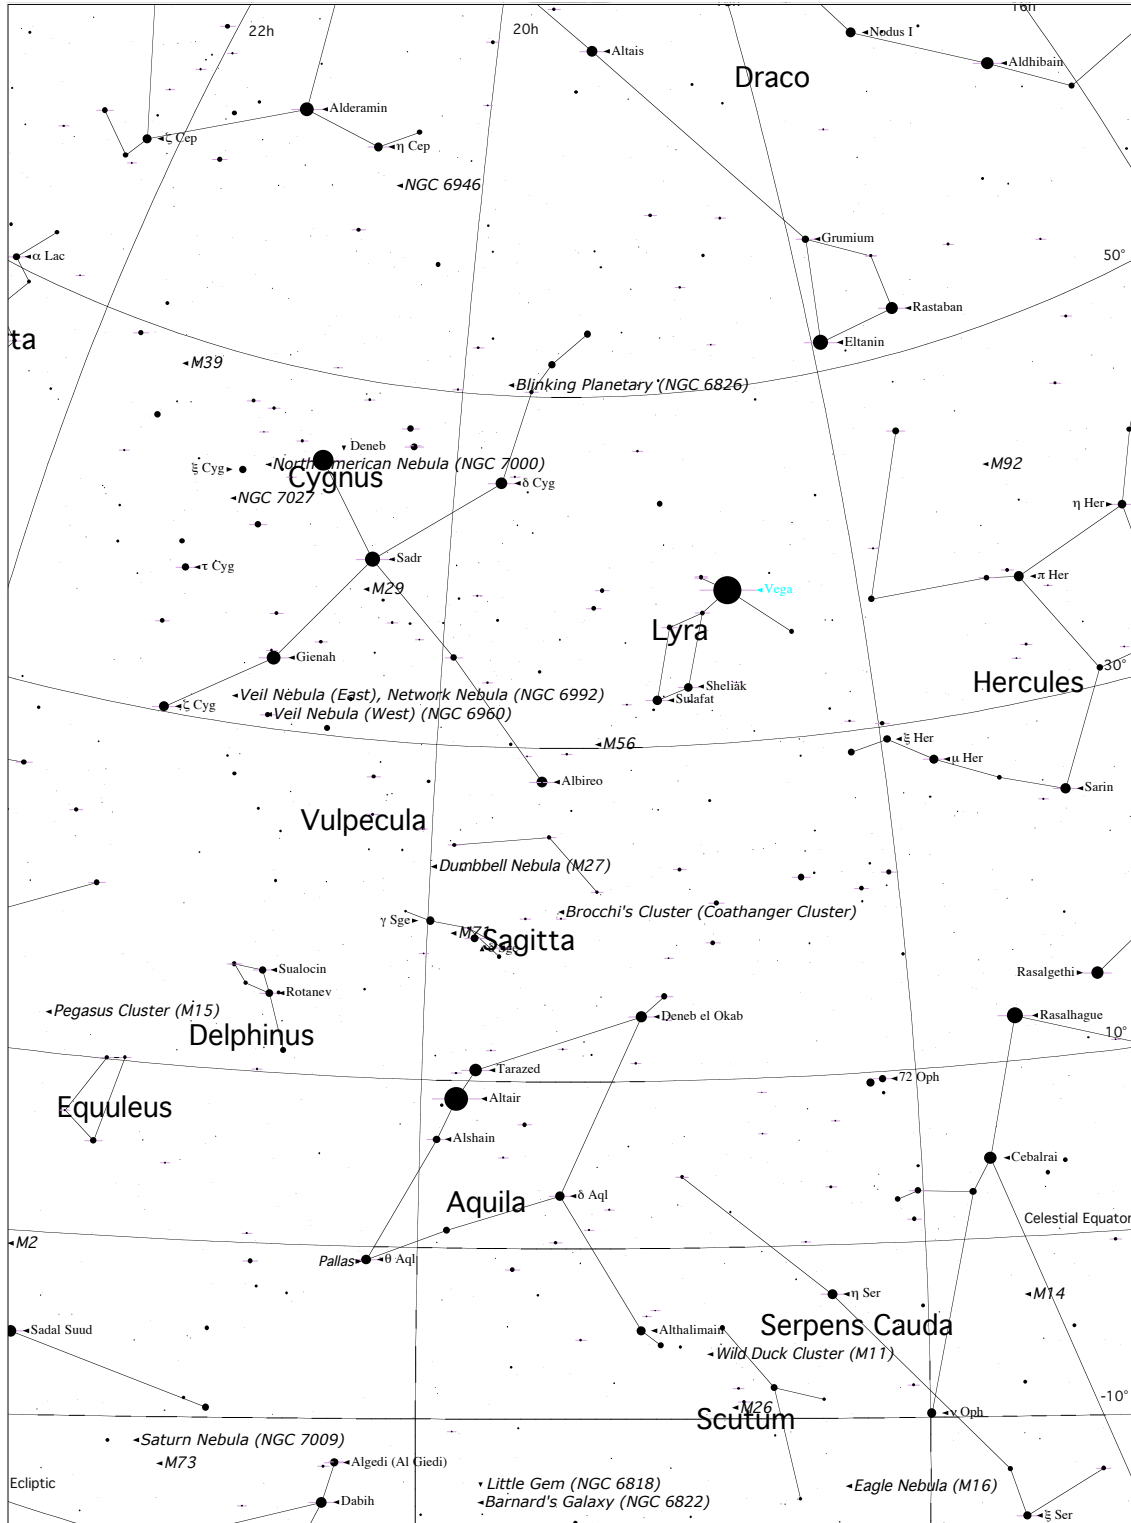 18h
16h
22h
20h
Nodus I
Altais
Aldhibain
Draco
Alderamin
ζ Cep
η Cep
NGC 6946
Grumium
α Lac
50°
Rastaban
ta
Eltanin
M39
Blinking Planetary (NGC 6826)
Deneb
North American Nebula (NGC 7000)
M92
ξ Cyg
Cygnus
δ Cyg
NGC 7027
η Her
Sadr
τ Cyg
π Her
M29
Vega
Lyra
Gienah
30°
Hercules
Sheliak
Veil Nebula (East), Network Nebula (NGC 6992)
Sulafat
ζ Cyg
Veil Nebula (West) (NGC 6960)
ξ Her
M56
μ Her
Albireo
Sarin
Vulpecula
Dumbbell Nebula (M27)
Brocchi's Cluster (Coathanger Cluster)
γ Sge
M71
Sagitta
δ Sge
Sualocin
Rasalgethi
Rotanev
Pegasus Cluster (M15)
Deneb el Okab
Rasalhague
Delphinus
10°
Tarazed
72 Oph
Altair
Equuleus
Alshain
Cebalrai
δ Aql
Aquila
Celestial Equator
M2
Pallas
θ Aql
η Ser
M14
Sadal Suud
Althalimain
Serpens Cauda
Wild Duck Cluster (M11)
-10°
M26
ν Oph
Scutum
Saturn Nebula (NGC 7009)
M73
Algedi (Al Giedi)
Ecliptic
Little Gem (NGC 6818)
Eagle Nebula (M16)
Dabih
Barnard's Galaxy (NGC 6822)
ξ Ser